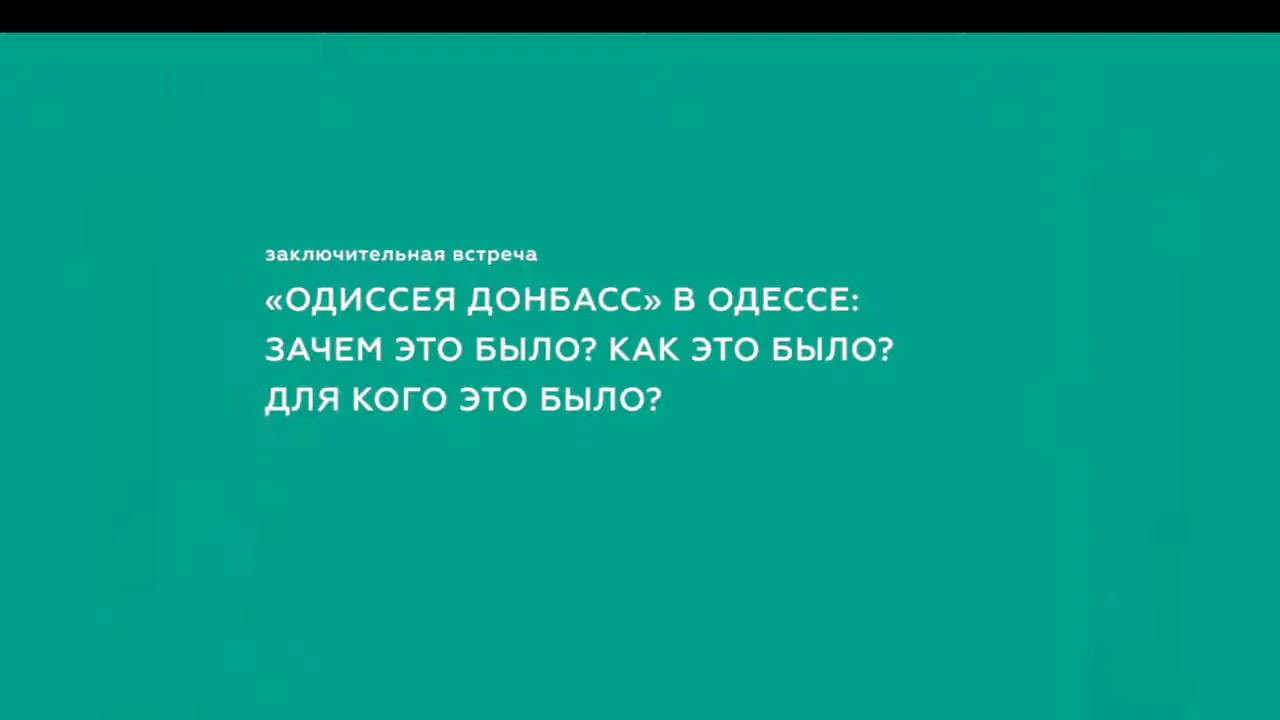 заключительная встреча
«ОДИССЕЯ ДОНБАСС» В ОДЕССЕ:
ЗАЧЕМ ЭТО БЫЛО? КАК ЭТО БЫЛО?
ДЛЯ КОГО ЭТО БЫЛО?